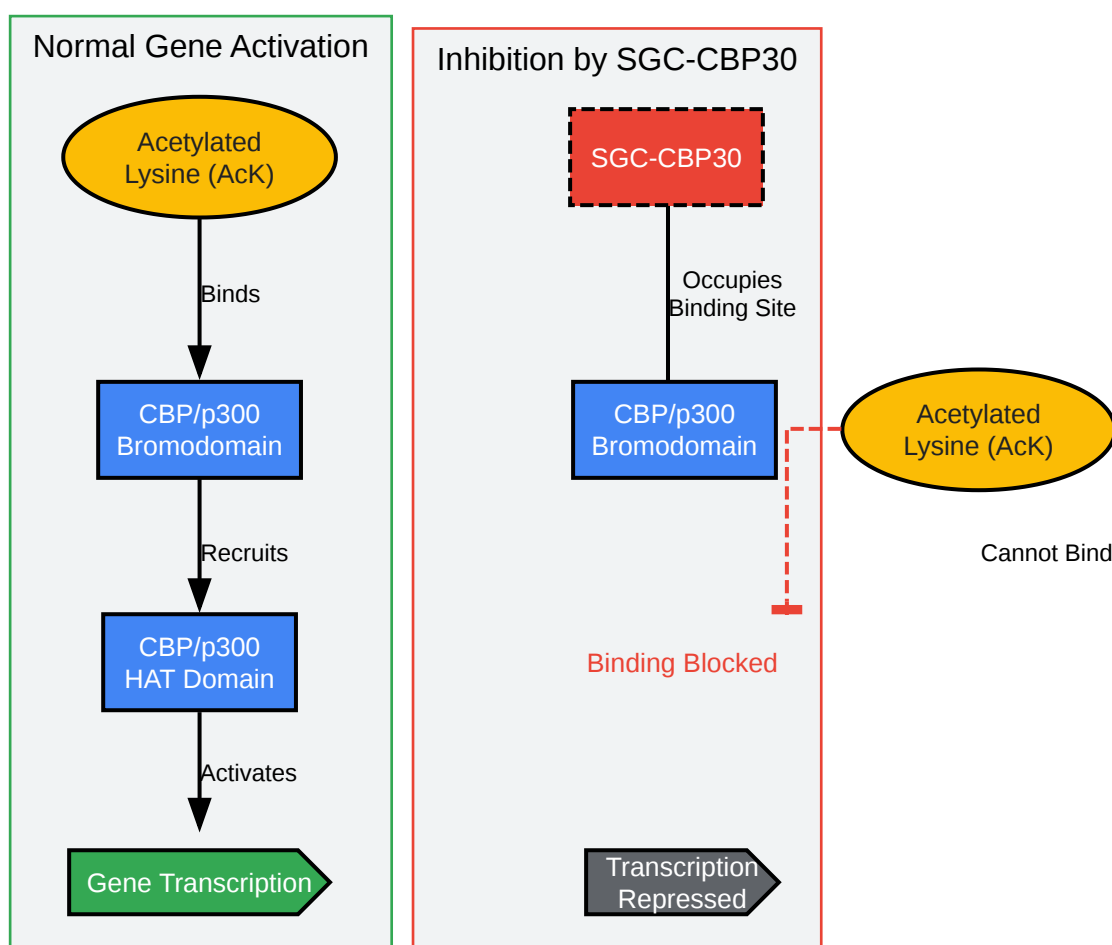 Normal Gene Activation
Acetylated
Lysine (AcK)
Binds
CBP/p300
Bromodomain
Recruits
CBP/p300
HAT Domain
Activates
Gene Transcription
Inhibition by SGC-CBP30
SGC-CBP30
Occupies
Binding Site
CBP/p300
Bromodomain
Acetylated
Lysine (AcK)
Cannot Bind
Binding Blocked
Transcription
Repressed